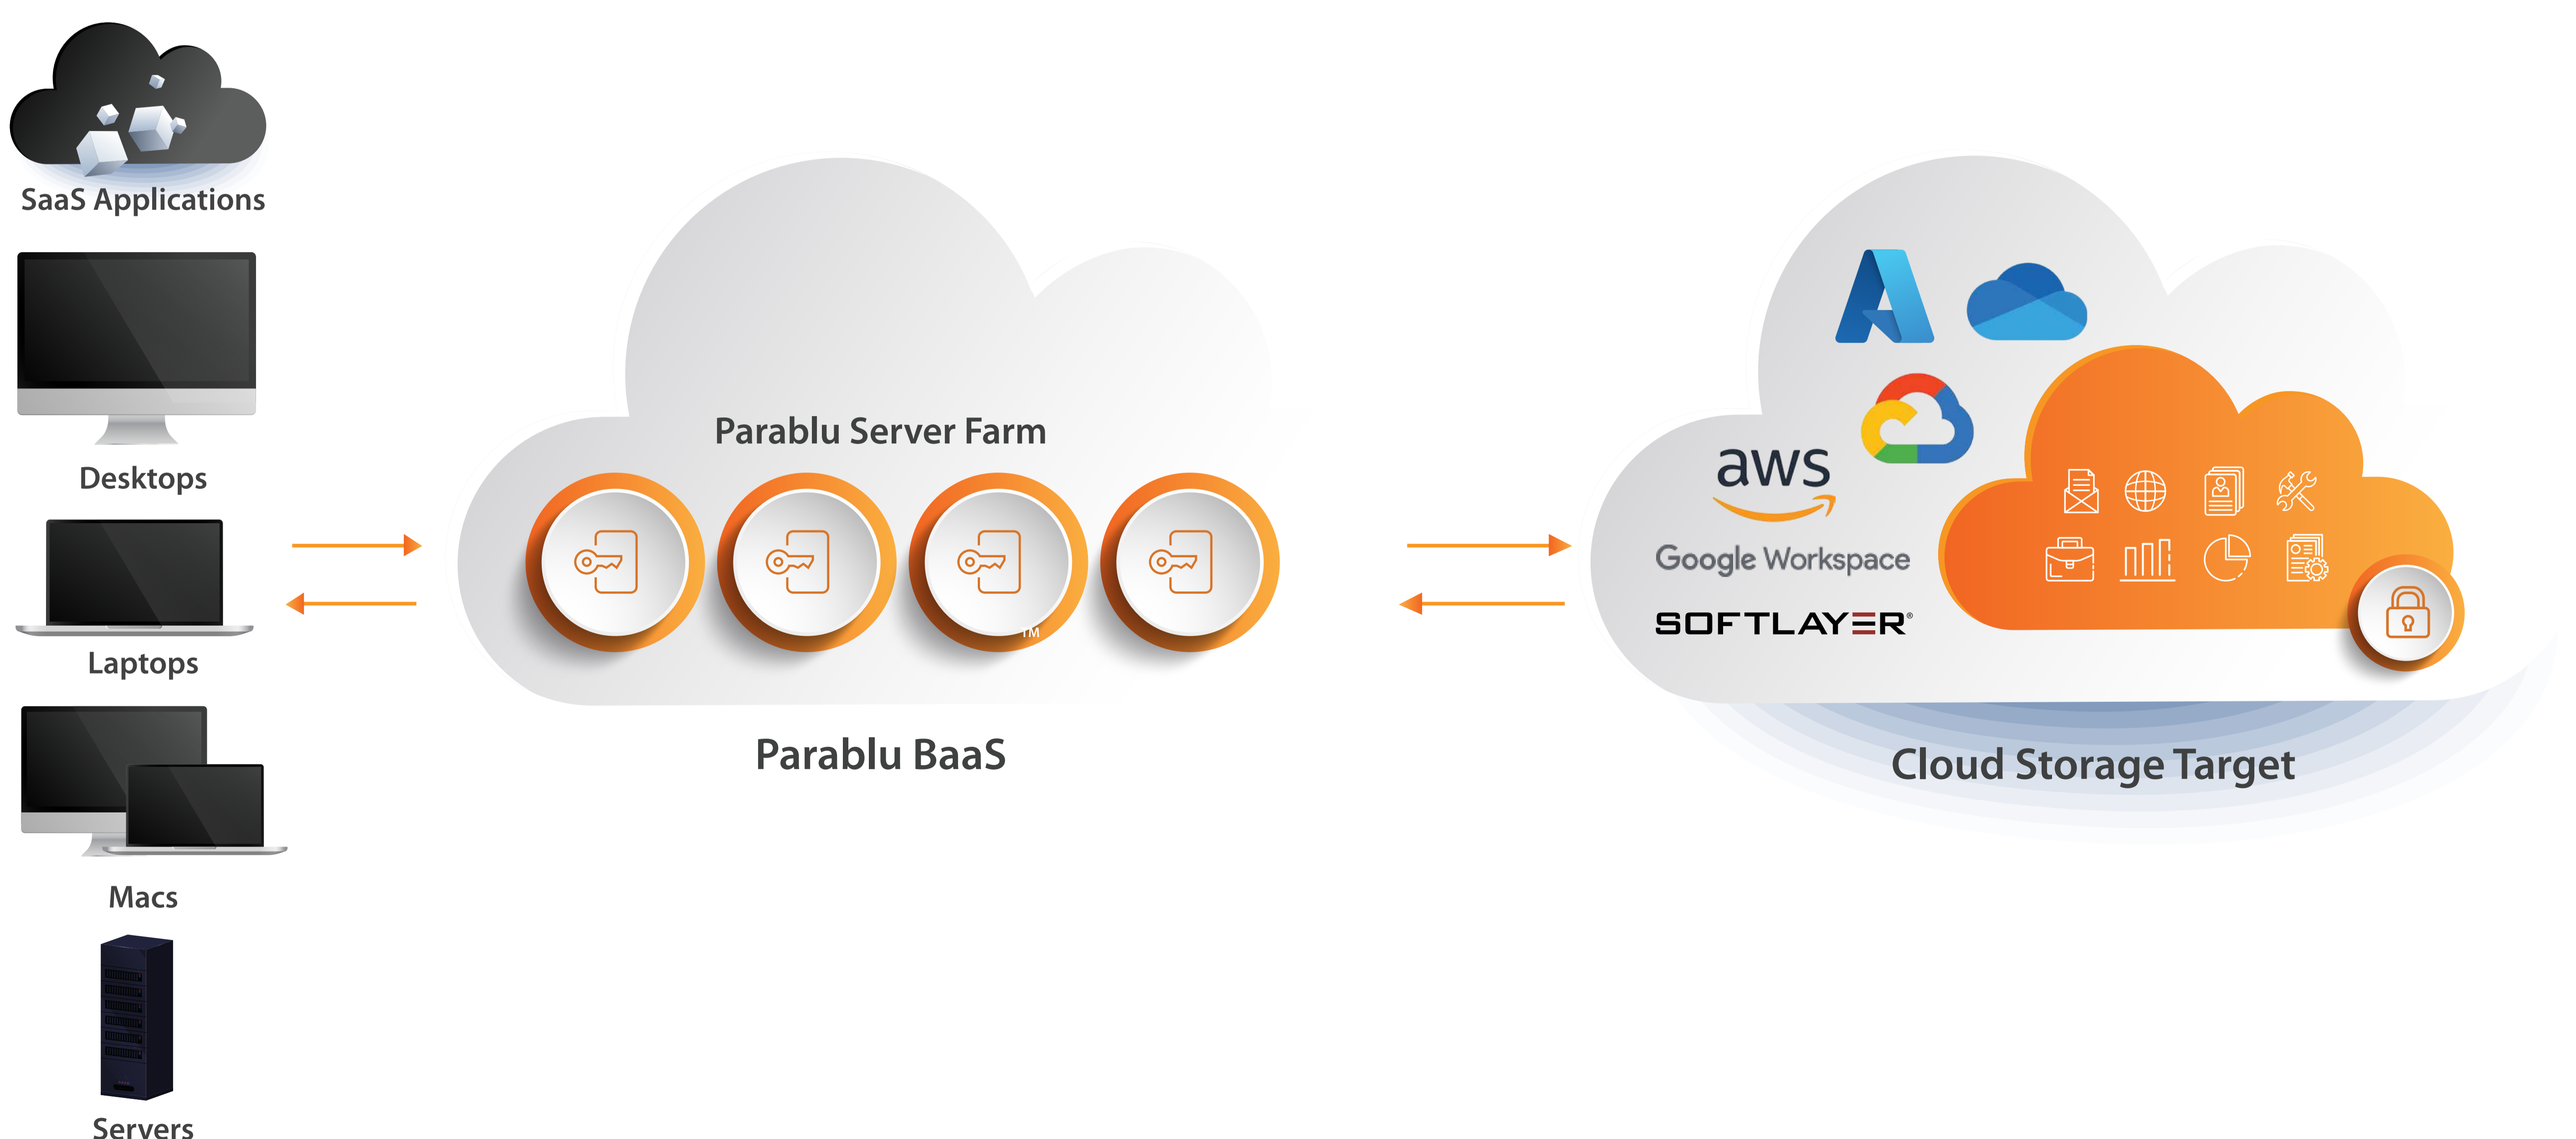 SaaS Applications
Desktops
Laptops
Macs
Servers
Parablu Server Farm
TM
Parablu BaaS
aws
Google Workspace
SOFTLAYER®
Cloud Storage Target